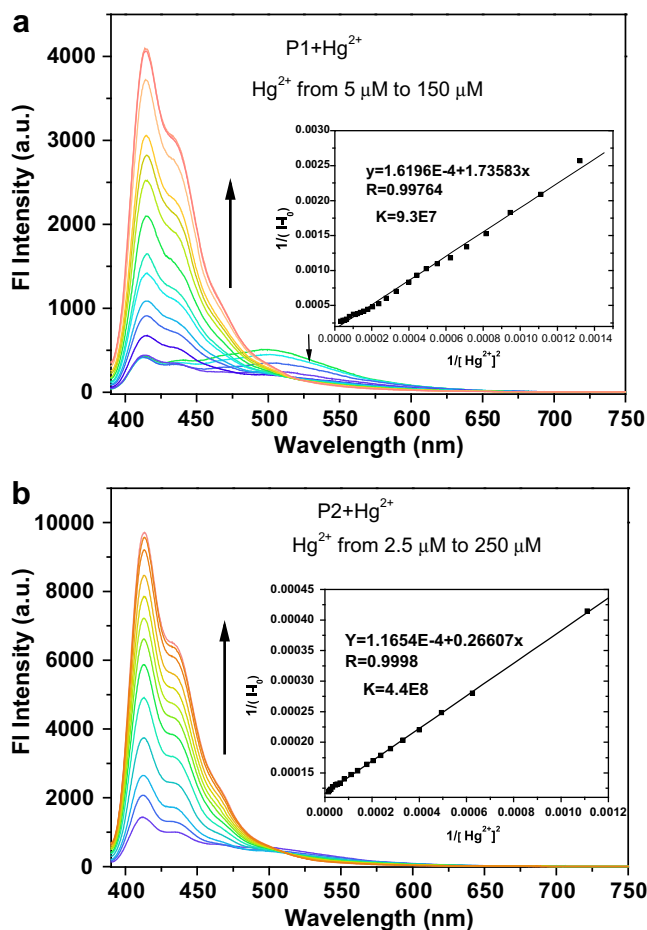 a
P1+Hg²⁺
Hg²⁺ from 5 μM to 150 μM
FI Intensity (a.u.)
4000
3000
2000
1000
0
y=1.6196E-4+1.73583x
R=0.99764
K=9.3E7
1/(I-I₀)
0.0030
0.0025
0.0020
0.0015
0.0010
0.0005
0.0000 0.0002 0.0004 0.0006 0.0008 0.0010 0.0012 0.0014
1/[Hg²⁺]²
400 450 500 550 600 650 700 750
Wavelength (nm)
b
P2+Hg²⁺
Hg²⁺ from 2.5 μM to 250 μM
FI Intensity (a.u.)
10000
8000
6000
4000
2000
0
Y=1.1654E-4+0.26607x
R=0.9998
K=4.4E8
1/(I-I₀)
0.00045
0.00040
0.00035
0.00030
0.00025
0.00020
0.00015
0.0000 0.0002 0.0004 0.0006 0.0008 0.0010 0.0012
1/[Hg²⁺]²
400 450 500 550 600 650 700 750
Wavelength (nm)